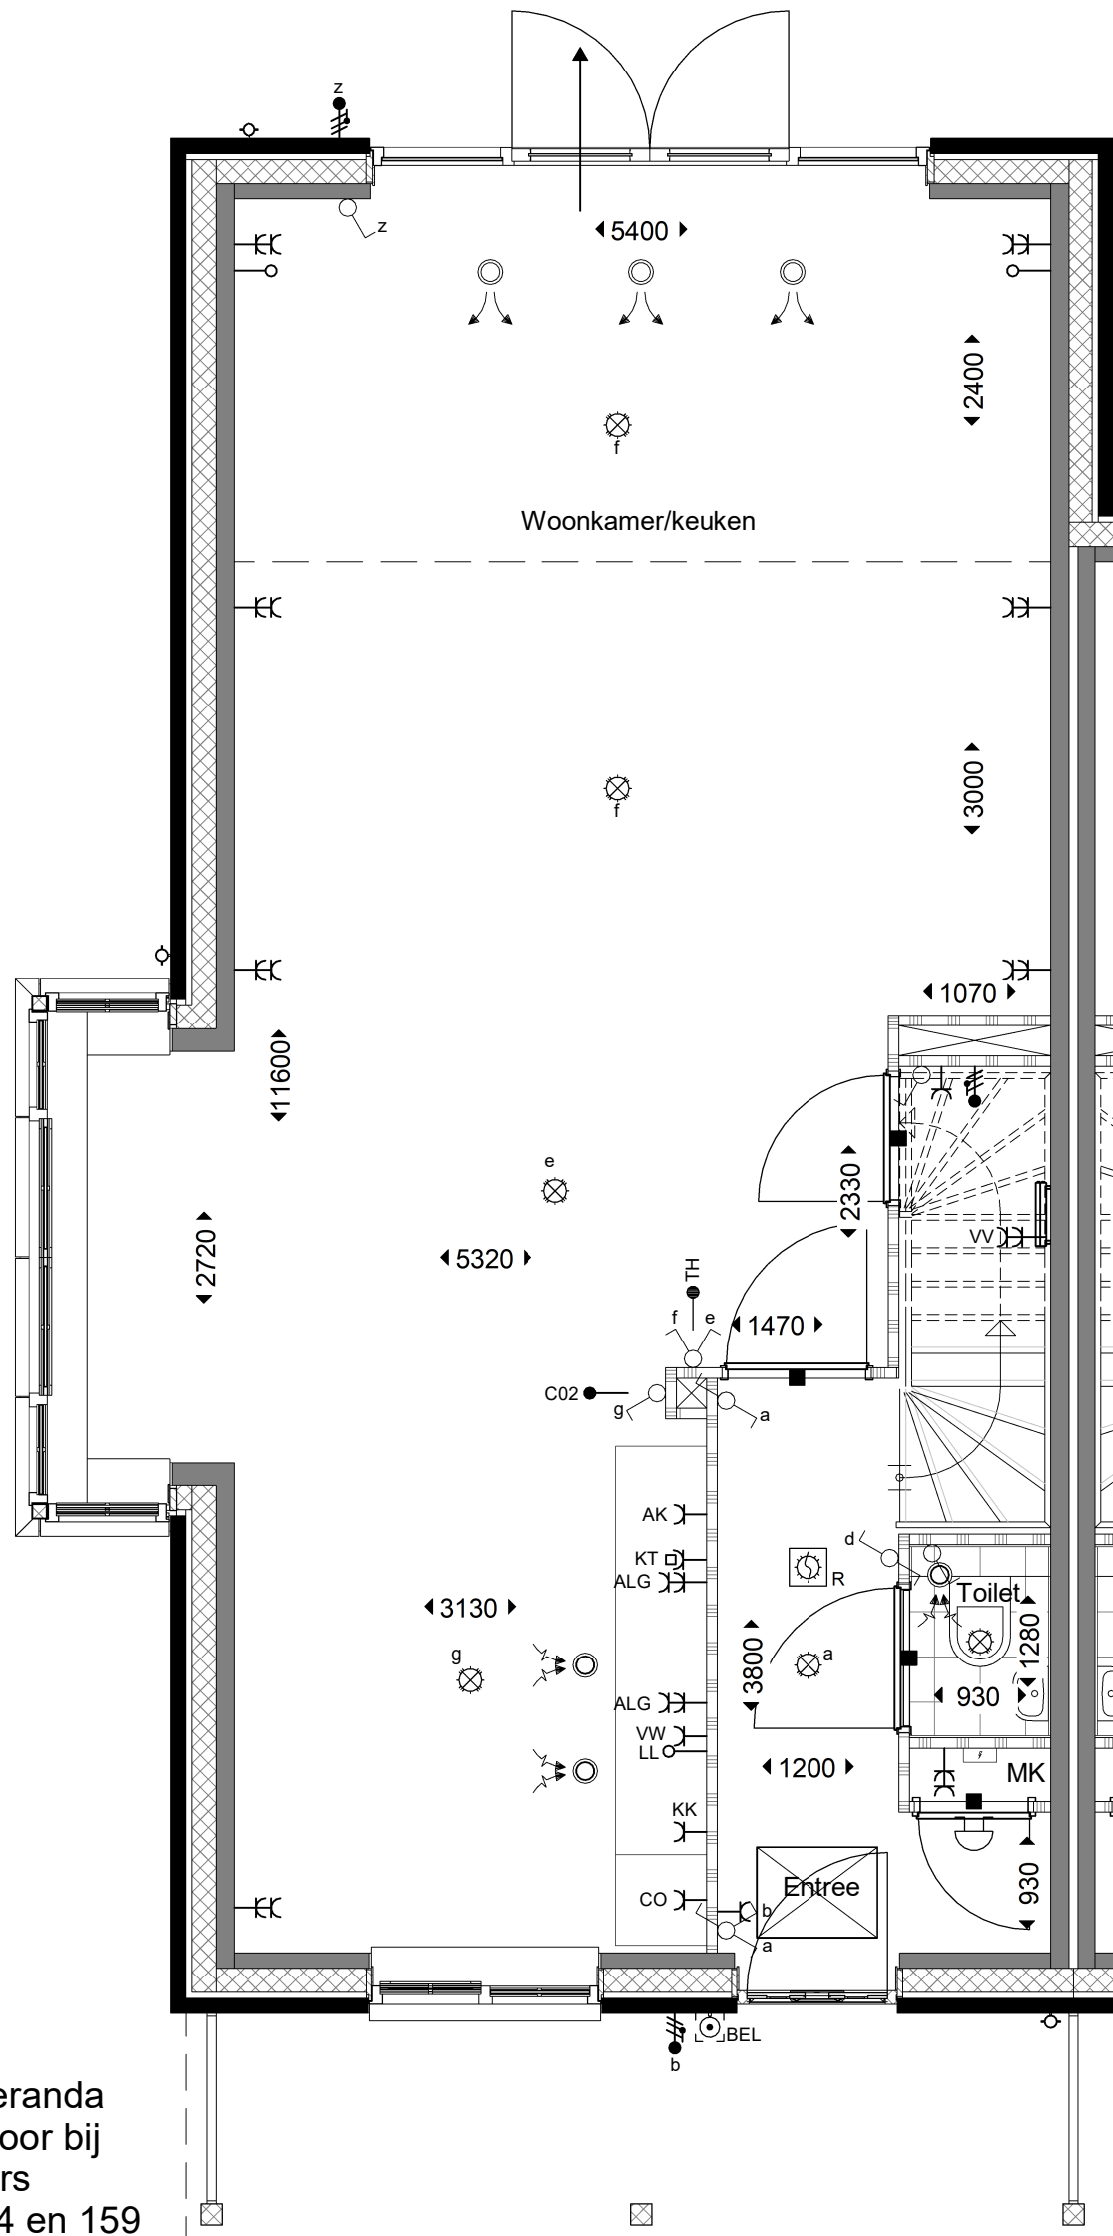 z
z
5400
2400
f
Woonkamer/keuken
3000
f
1070
11600
e
2330
2720
VV
5320
TH
f
e
1470
C02
g
a
AK
d
KT
R
ALG
Toilet
3130
1280
g
3800
a
930
ALG
VW
LL
1200
MK
KK
Entree
930
CO
b
a
BEL
b
eranda
oor bij
rs
4 en 159